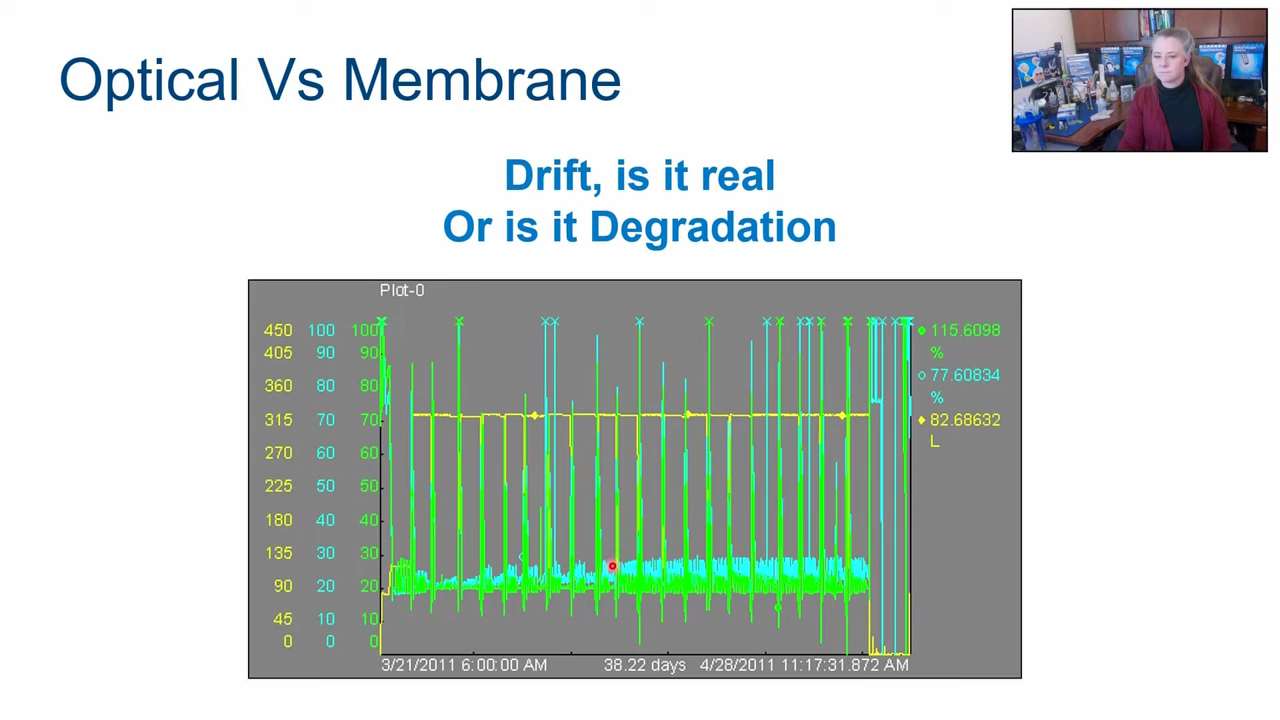 Optical Vs Membrane
Drift, is it real
Or is it Degradation
Plot-0
450 100 100
405 90 90
360 80 80
315 70 70
270 60 60
225 50 50
180 40 40
135 30 30
90 20 20
45 10 10
0 0 0
115.6098
%
77.60834
%
82.68632
L
3/21/2011 6:00:00 AM 38.22 days 4/28/2011 11:17:31.872 AM